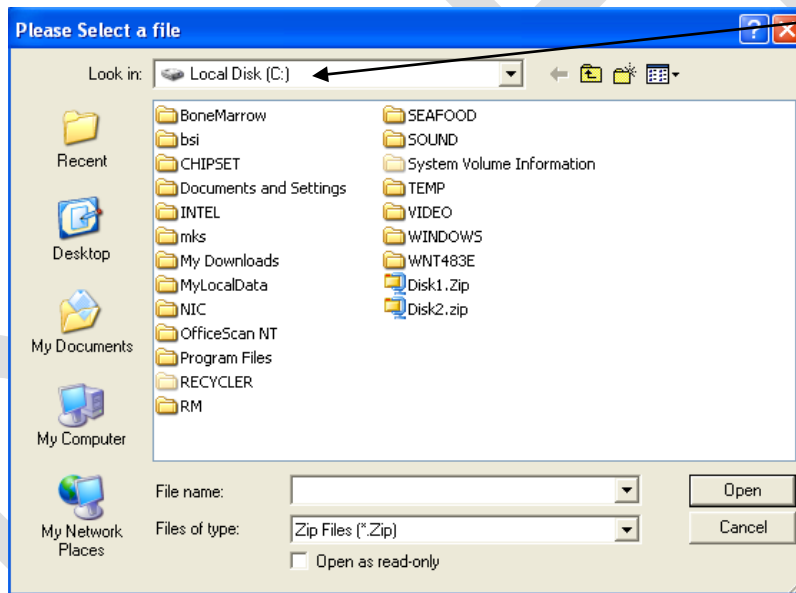 Please Select a file
Look in: Local Disk (C:)
BoneMarrow
bsi
CHIPSET
Documents and Settings
INTEL
mks
My Downloads
MyLocalData
NIC
OfficeScan NT
Program Files
RECYCLER
RM
SEAFOOD
SOUND
System Volume Information
TEMP
VIDEO
WINDOWS
WNT483E
Disk1.Zip
Disk2.zip
Recent
Desktop
My Documents
My Computer
My Network
Places
File name:
Open
Files of type: Zip Files (*.Zip)
Cancel
Open as read-only